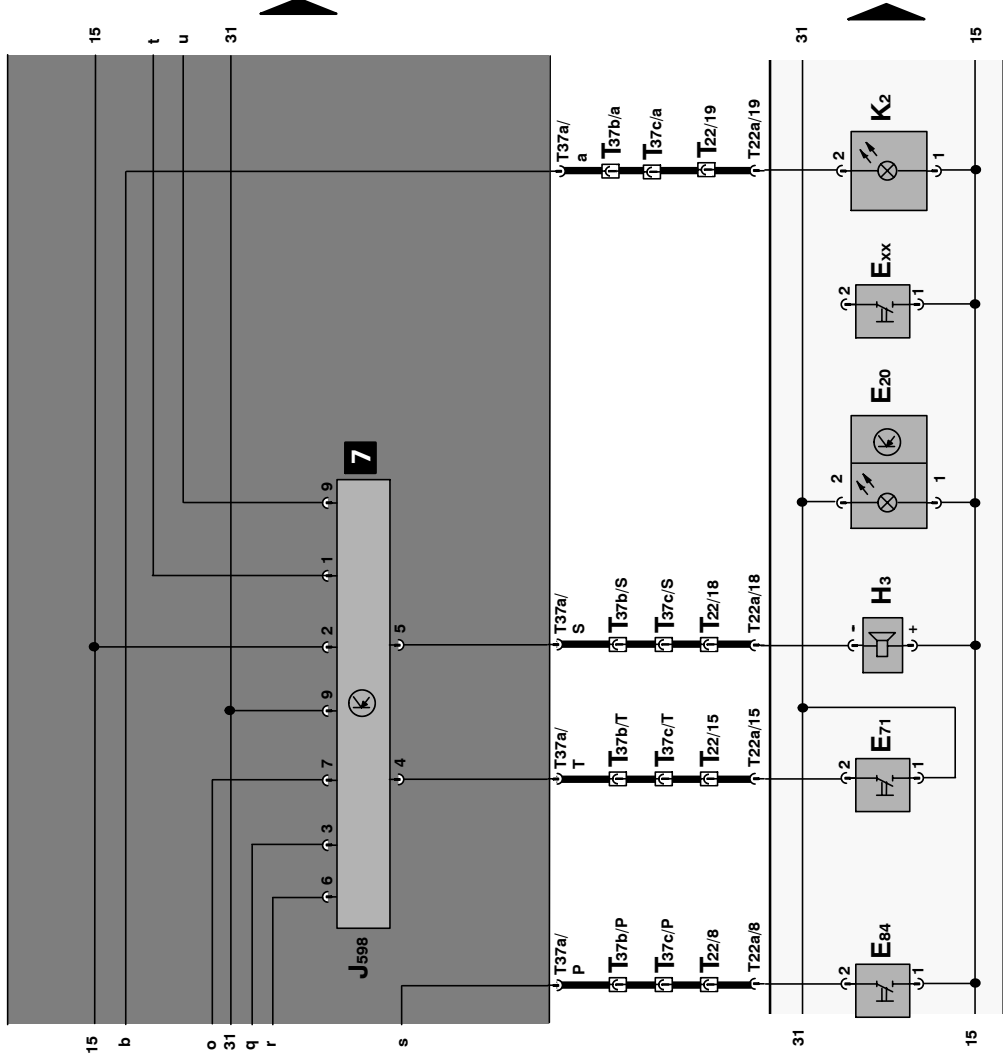 15
15
b
t
u
o
31
31
q
r
6
3
7
9
2
1
9
J598
7
s
4
5
T37a/
P
T37a/
T
T37a/
S
T37a/
a
T37b/P
T37b/T
T37b/S
T37b/a
T37c/P
T37c/T
T37c/S
T37c/a
T22/8
T22/15
T22/18
T22/19
T22a/8
T22a/15
T22a/18
T22a/19
31
31
2
2
-
2
2
2
E84
E71
H3
E20
Exx
K2
1
1
+
1
1
1
15
15